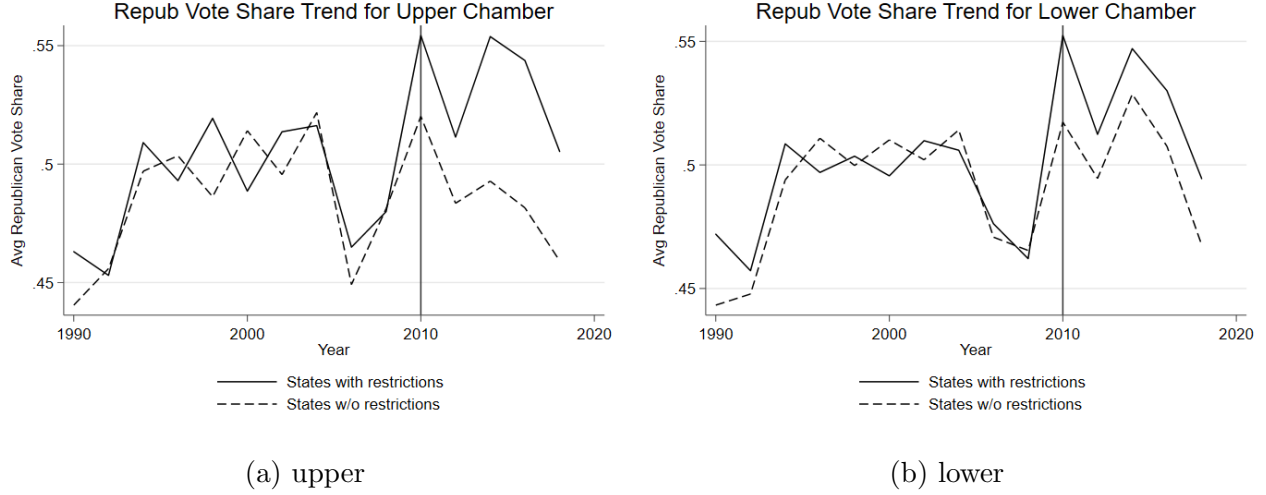 Repub Vote Share Trend for Upper Chamber
Avg Republican Vote Share
.55
.5
.45
1990
2000
2010
2020
Year
States with restrictions
States w/o restrictions
(a) upper
Repub Vote Share Trend for Lower Chamber
Avg Republican Vote Share
.55
.5
.45
1990
2000
2010
2020
Year
States with restrictions
States w/o restrictions
(b) lower